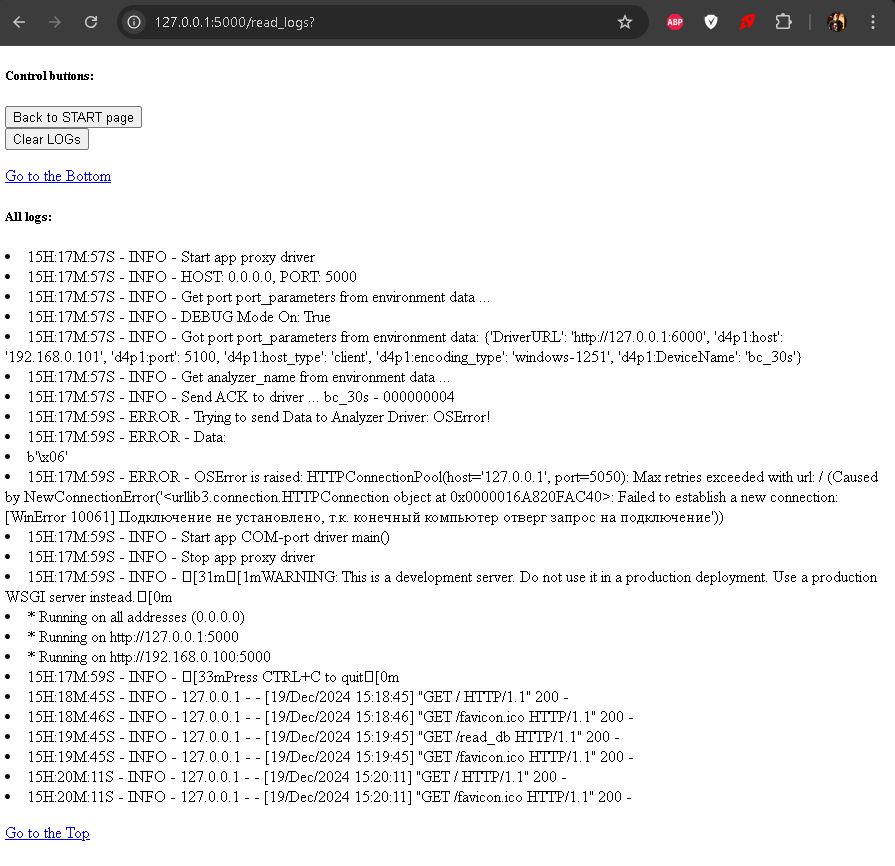 127.0.0.1:5000/read_logs?
ABP
Control buttons:
Back to START page
Clear LOGs
Go to the Bottom
All logs:
15H:17M:57S - INFO - Start app proxy driver
15H:17M:57S - INFO - HOST: 0.0.0.0, PORT: 5000
15H:17M:57S - INFO - Get port port_parameters from environment data ...
15H:17M:57S - INFO - DEBUG Mode On: True
15H:17M:57S - INFO - Got port port_parameters from environment data: {'DriverURL': 'http://127.0.0.1:6000', 'd4p1:host':
'192.168.0.101', 'd4p1:port': 5100, 'd4p1:host_type': 'client', 'd4p1:encoding_type': 'windows-1251', 'd4p1:DeviceName': 'bc_30s'}
15H:17M:57S - INFO - Get analyzer_name from environment data ...
15H:17M:57S - INFO - Send ACK to driver ... bc_30s - 000000004
15H:17M:59S - ERROR - Trying to send Data to Analyzer Driver: OSError!
15H:17M:59S - ERROR - Data:
b'\x06'
15H:17M:59S - ERROR - OSError is raised: HTTPConnectionPool(host='127.0.0.1', port=5050): Max retries exceeded with url: / (Caused
by NewConnectionError('<urllib3.connection.HTTPConnection object at 0x0000016A820FAC40>: Failed to establish a new connection:
[WinError 10061] Подключение не установлено, т.к. конечный компьютер отверг запрос на подключение'))
15H:17M:59S - INFO - Start app COM-port driver main()
15H:17M:59S - INFO - Stop app proxy driver
15H:17M:59S - INFO - □[31m□[1mWARNING: This is a development server. Do not use it in a production deployment. Use a production
WSGI server instead.□[0m
* Running on all addresses (0.0.0.0)
* Running on http://127.0.0.1:5000
* Running on http://192.168.0.100:5000
15H:17M:59S - INFO - □[33mPress CTRL+C to quit□[0m
15H:18M:45S - INFO - 127.0.0.1 - - [19/Dec/2024 15:18:45] "GET / HTTP/1.1" 200 -
15H:18M:46S - INFO - 127.0.0.1 - - [19/Dec/2024 15:18:46] "GET /favicon.ico HTTP/1.1" 200 -
15H:19M:45S - INFO - 127.0.0.1 - - [19/Dec/2024 15:19:45] "GET /read_db HTTP/1.1" 200 -
15H:19M:45S - INFO - 127.0.0.1 - - [19/Dec/2024 15:19:45] "GET /favicon.ico HTTP/1.1" 200 -
15H:20M:11S - INFO - 127.0.0.1 - - [19/Dec/2024 15:20:11] "GET / HTTP/1.1" 200 -
15H:20M:11S - INFO - 127.0.0.1 - - [19/Dec/2024 15:20:11] "GET /favicon.ico HTTP/1.1" 200 -
Go to the Top